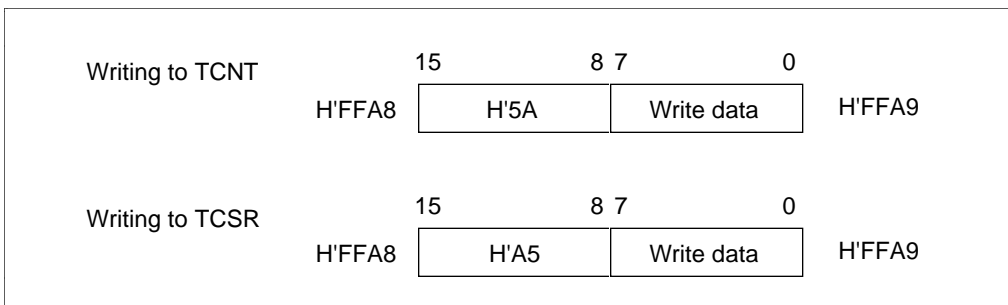 Writing to TCNT
15 8 7 0
H'FFA8 H'5A Write data H'FFA9
Writing to TCSR
15 8 7 0
H'FFA8 H'A5 Write data H'FFA9